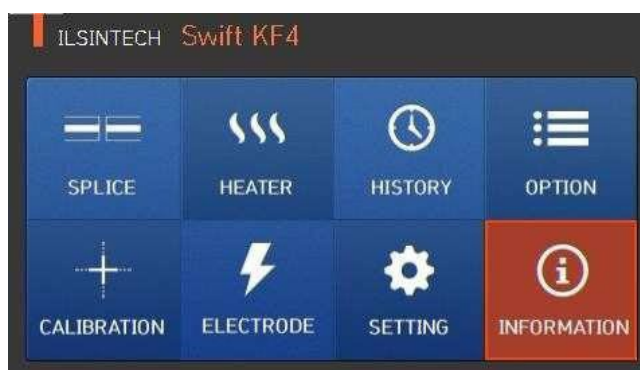 ILSINTECH Swift KF4
SPLICE HEATER HISTORY OPTION
CALIBRATION ELECTRODE SETTING INFORMATION